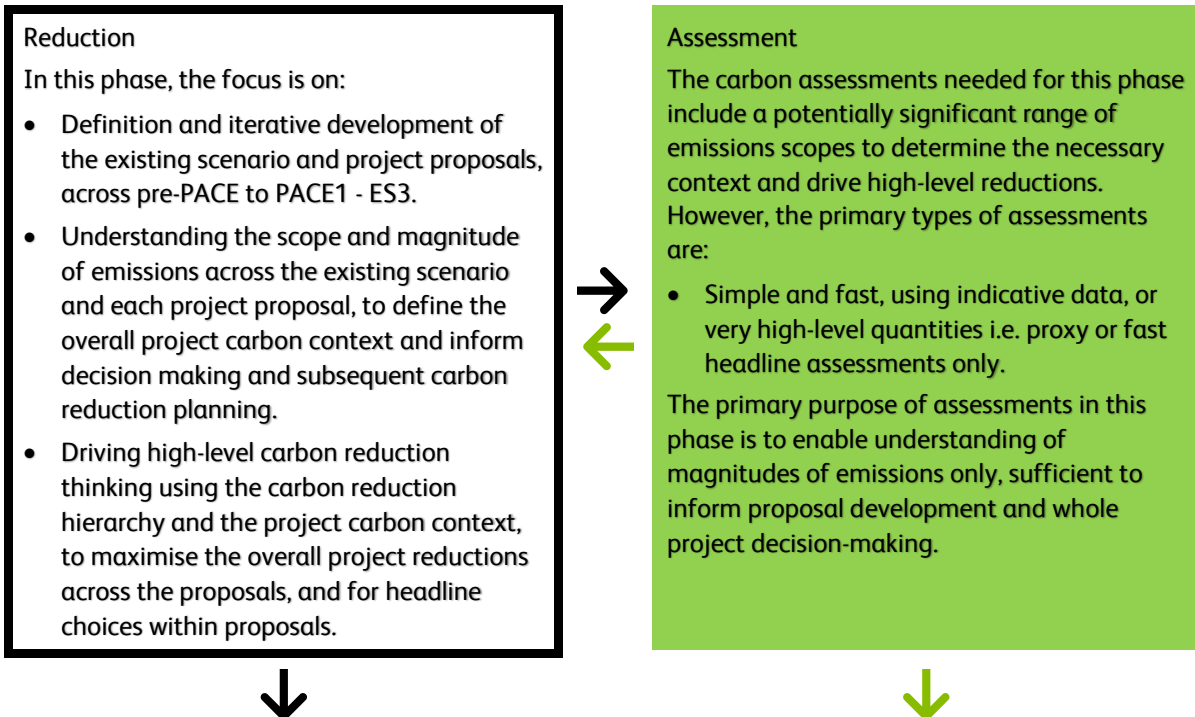 Reduction
In this phase, the focus is on:
• Definition and iterative development of
the existing scenario and project proposals,
across pre-PACE to PACE1 - ES3.
• Understanding the scope and magnitude
of emissions across the existing scenario
and each project proposal, to define the
overall project carbon context and inform
decision making and subsequent carbon
reduction planning.
• Driving high-level carbon reduction
thinking using the carbon reduction
hierarchy and the project carbon context,
to maximise the overall project reductions
across the proposals, and for headline
choices within proposals.
Assessment
The carbon assessments needed for this phase
include a potentially significant range of
emissions scopes to determine the necessary
context and drive high-level reductions.
However, the primary types of assessments
are:
• Simple and fast, using indicative data, or
very high-level quantities i.e. proxy or fast
headline assessments only.
The primary purpose of assessments in this
phase is to enable understanding of
magnitudes of emissions only, sufficient to
inform proposal development and whole
project decision-making.